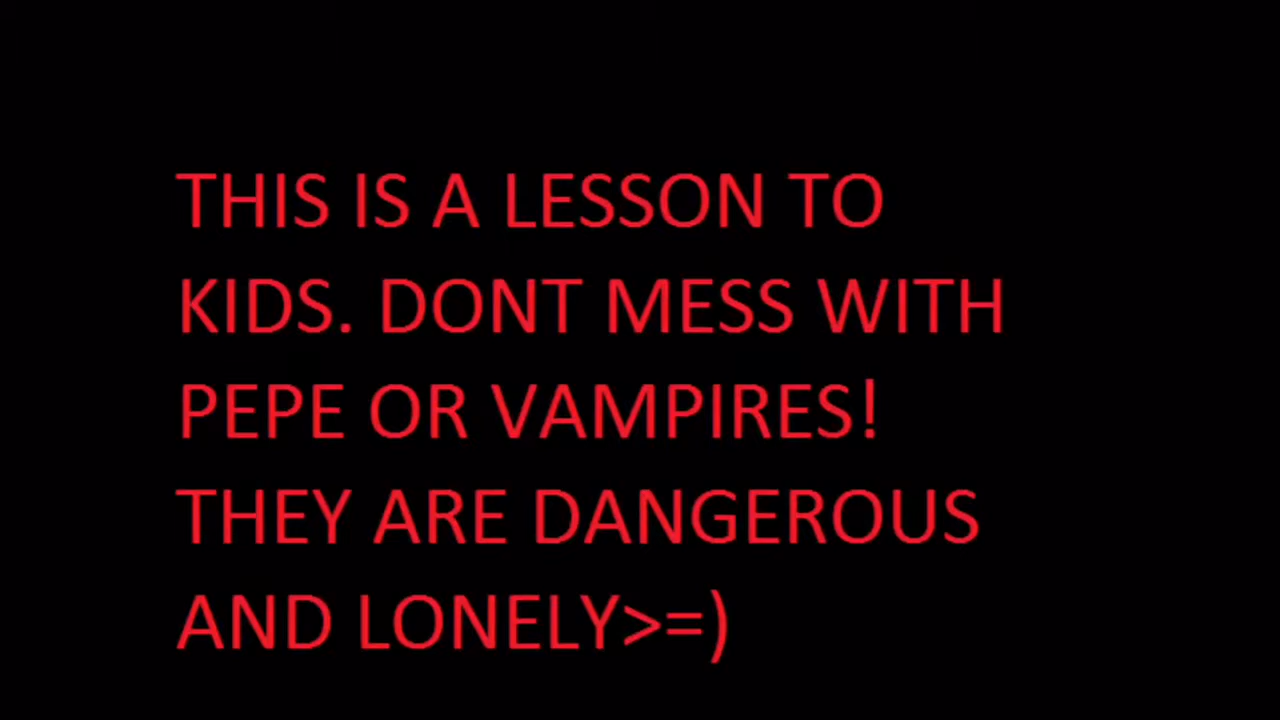 THIS IS A LESSON TO
KIDS. DONT MESS WITH
PEPE OR VAMPIRES!
THEY ARE DANGEROUS
AND LONELY>=)